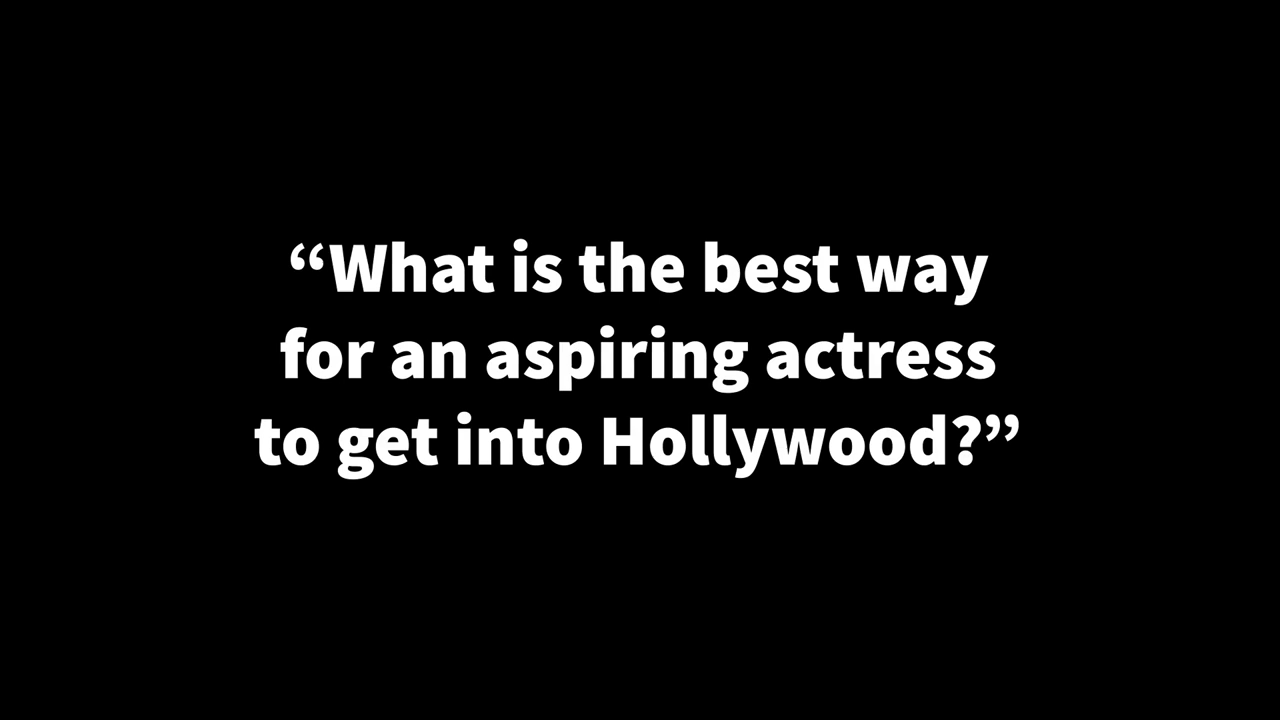 “What is the best way
for an aspiring actress
to get into Hollywood?”